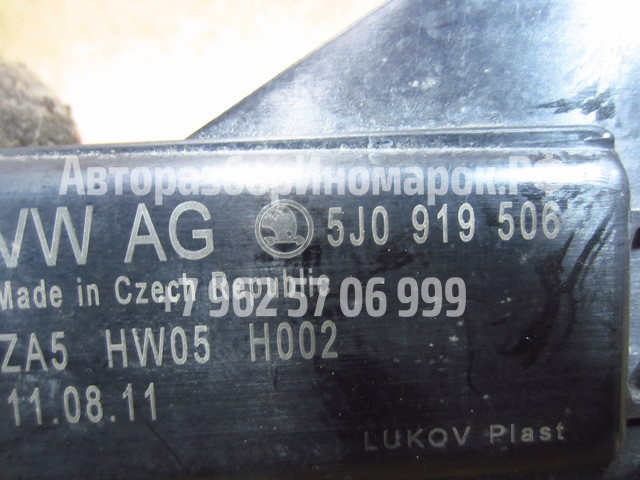 АвторазборИномарок.РФ
VW AG 5J0 919 506
Made in Czech Republic
+7 962 57 06 999
ZA5 HW05 H002
11.08.11
LUKOV Plast